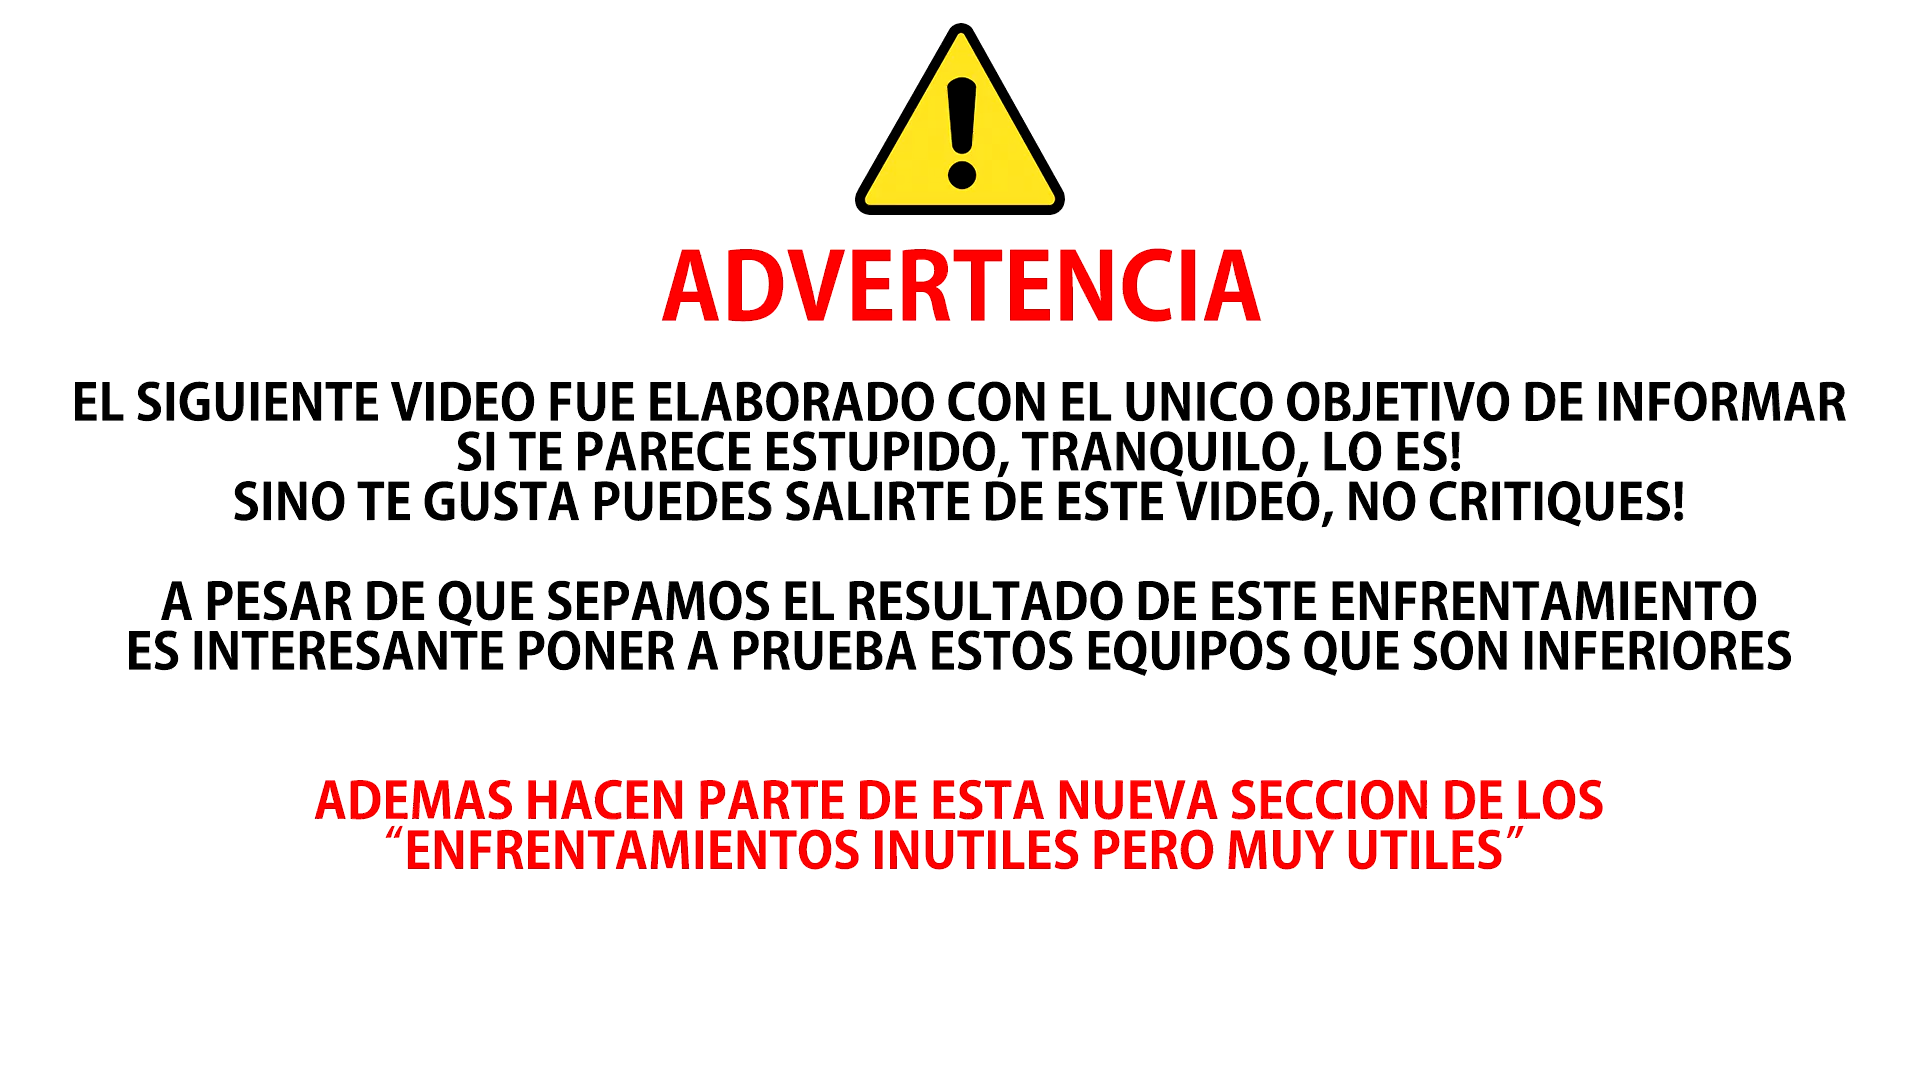 ADVERTENCIA
EL SIGUIENTE VIDEO FUE ELABORADO CON EL UNICO OBJETIVO DE INFORMAR
SI TE PARECE ESTUPIDO, TRANQUILO, LO ES!
SINO TE GUSTA PUEDES SALIRTE DE ESTE VIDEO, NO CRITIQUES!
A PESAR DE QUE SEPAMOS EL RESULTADO DE ESTE ENFRENTAMIENTO
ES INTERESANTE PONER A PRUEBA ESTOS EQUIPOS QUE SON INFERIORES
ADEMAS HACEN PARTE DE ESTA NUEVA SECCION DE LOS
“ENFRENTAMIENTOS INUTILES PERO MUY UTILES”